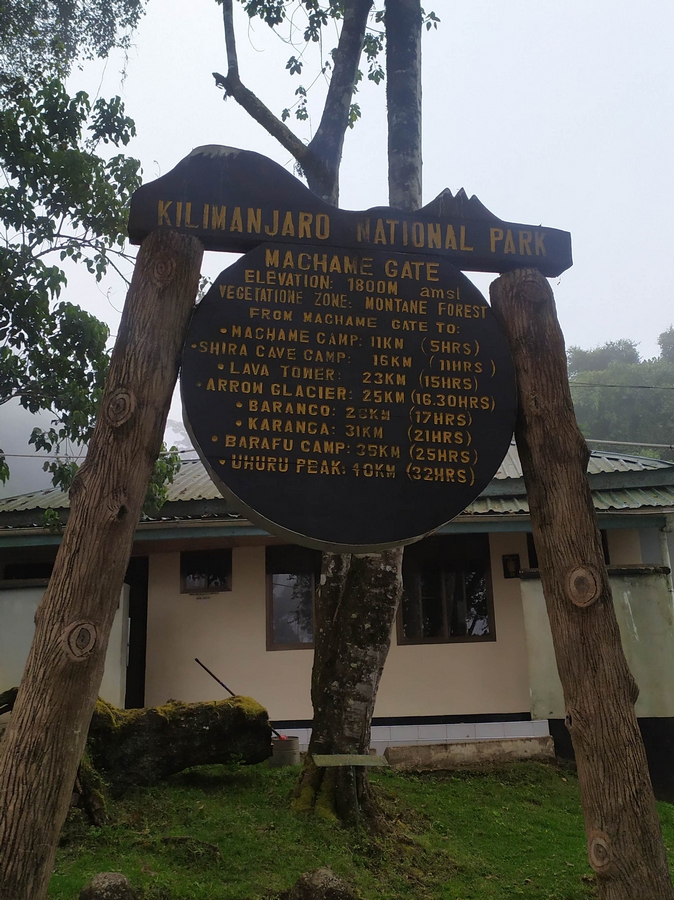 KILIMANJARO NATIONAL PARK
MACHAME GATE
ELEVATION: 1800M amsl
VEGETATIONE ZONE: MONTANE FOREST
FROM MACHAME GATE TO:
• MACHAME CAMP: 11KM (5HRS)
• SHIRA CAVE CAMP: 16KM (11HRS)
• LAVA TOWER: 23KM (15HRS)
• ARROW GLACIER: 25KM (16.30HRS)
• BARANCO: 26KM (17HRS)
• KARANGA: 31KM (21HRS)
• BARAFU CAMP: 35KM (25HRS)
• UHURU PEAK: 40KM (32HRS)